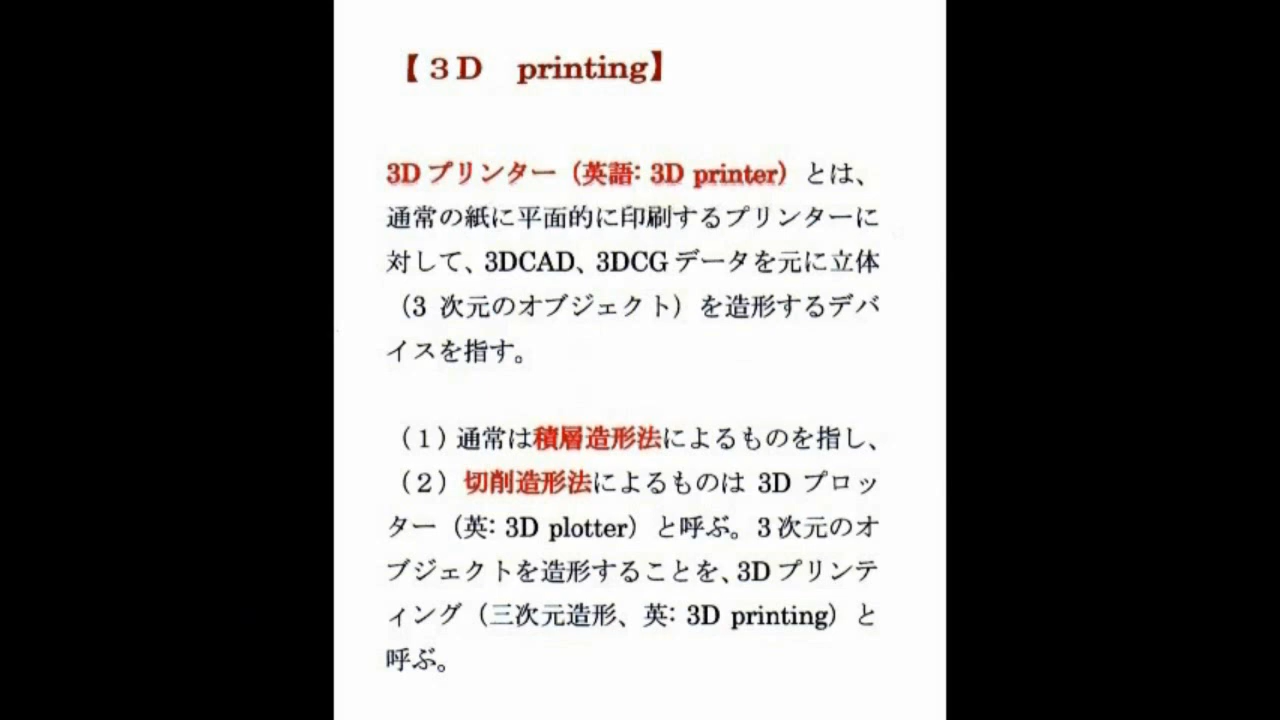 【３D　printing】
3D プリンター（英語: 3D printer）とは、
通常の紙に平面的に印刷するプリンターに
対して、3DCAD、3DCG データを元に立体
（3 次元のオブジェクト）を造形するデバ
イスを指す。
（１）通常は積層造形法によるものを指し、
（２）切削造形法によるものは 3D プロッ
ター（英: 3D plotter）と呼ぶ。3 次元のオ
ブジェクトを造形することを、3D プリンテ
ィング（三次元造形、英: 3D printing）と
呼ぶ。